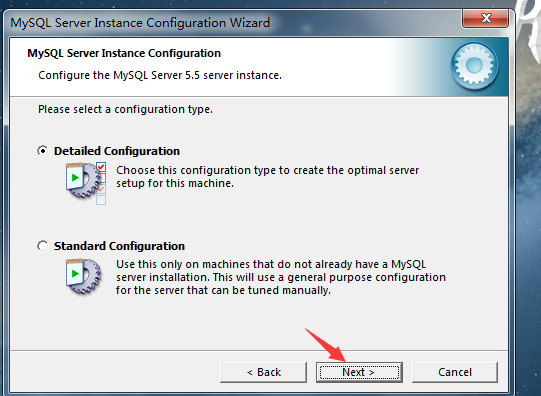 MySQL Server Instance Configuration Wizard
MySQL Server Instance Configuration
Configure the MySQL Server 5.5 server instance.
Please select a configuration type.
Detailed Configuration
Choose this configuration type to create the optimal server
setup for this machine.
Standard Configuration
Use this only on machines that do not already have a MySQL
server installation. This will use a general purpose configuration
for the server that can be tuned manually.
< Back
Next >
Cancel